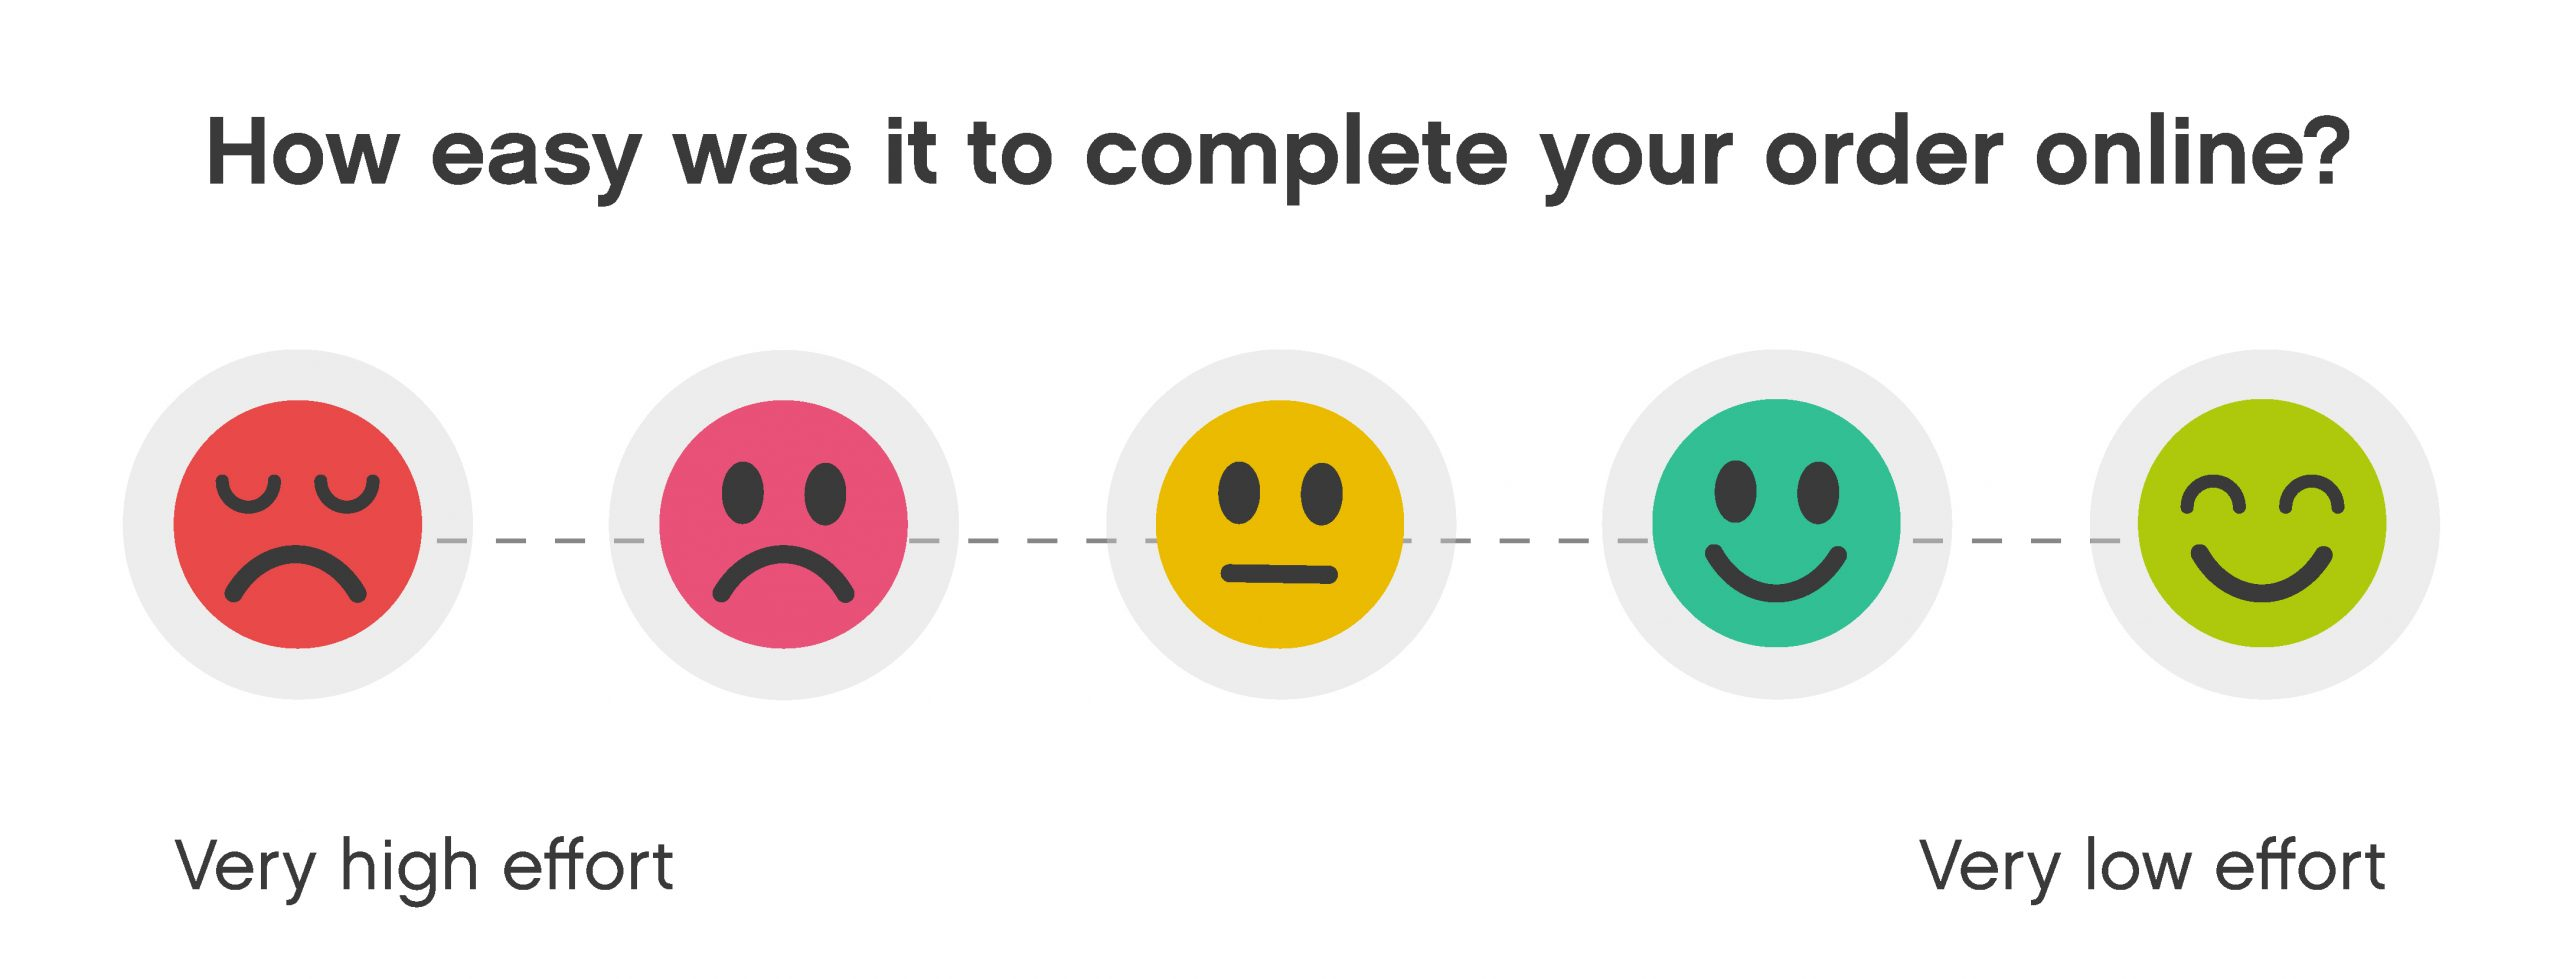 How easy was it to complete your order online?
Very high effort
Very low effort